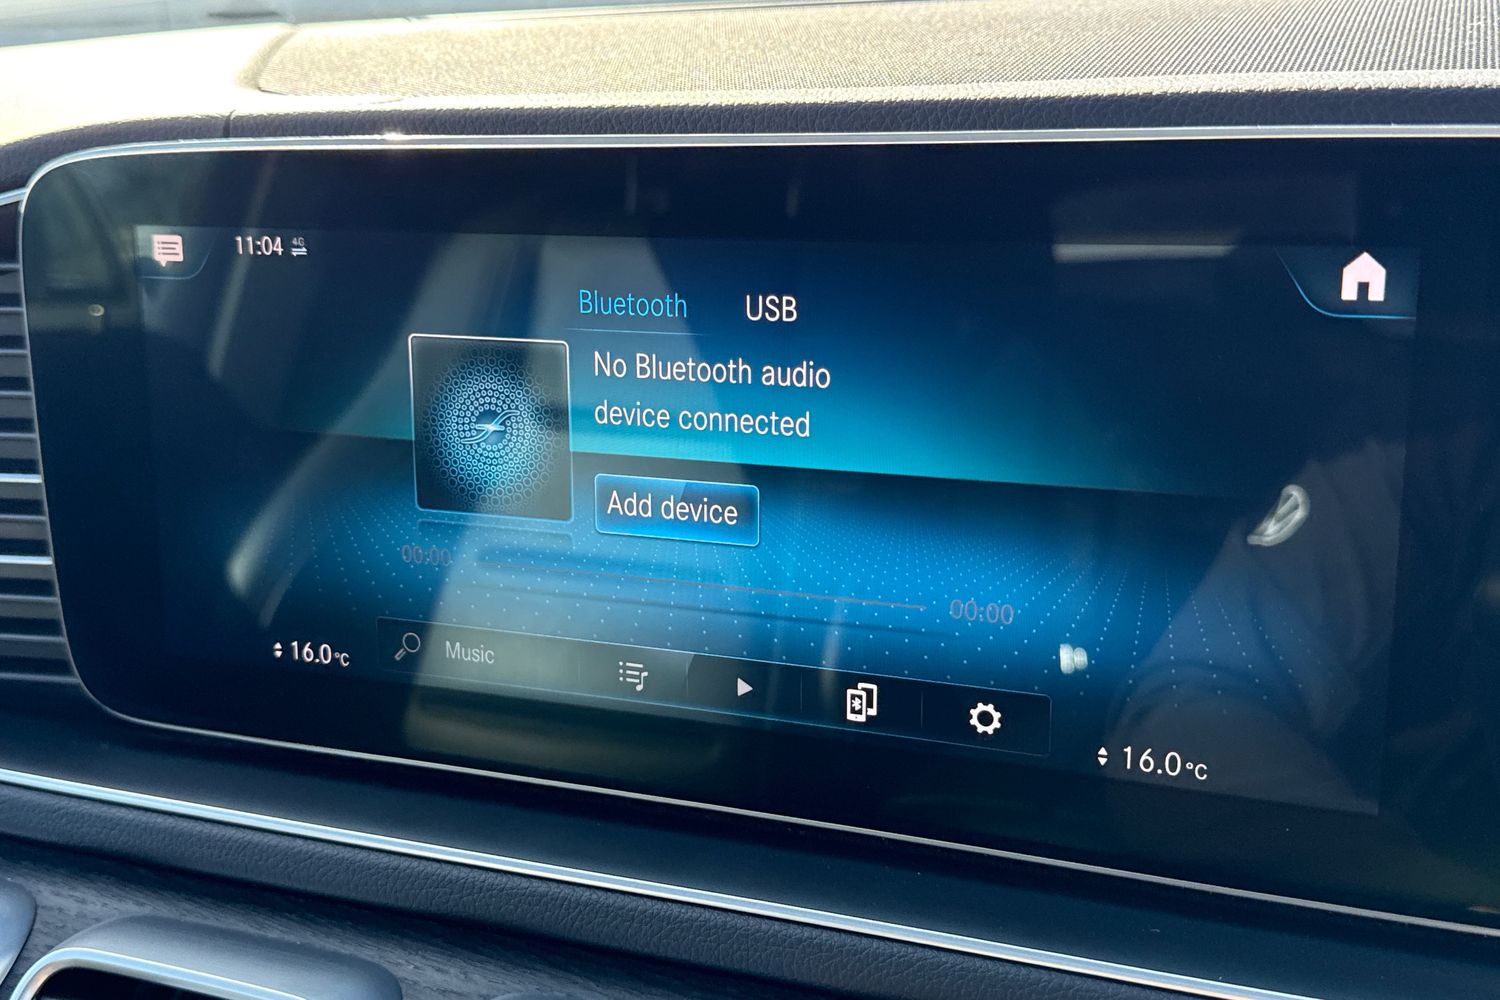 11:04 4G
Bluetooth USB
No Bluetooth audio
device connected
Add device
00:00
00:00
16.0°C
Music
16.0°C